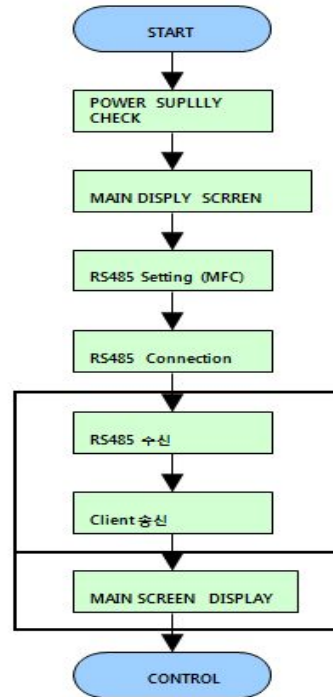 START
POWER SUPLLLY
CHECK
MAIN DISPLY SCRREN
RS485 Setting (MFC)
RS485 Connection
RS485 수신
Client 송신
MAIN SCREEN DISPLAY
CONTROL